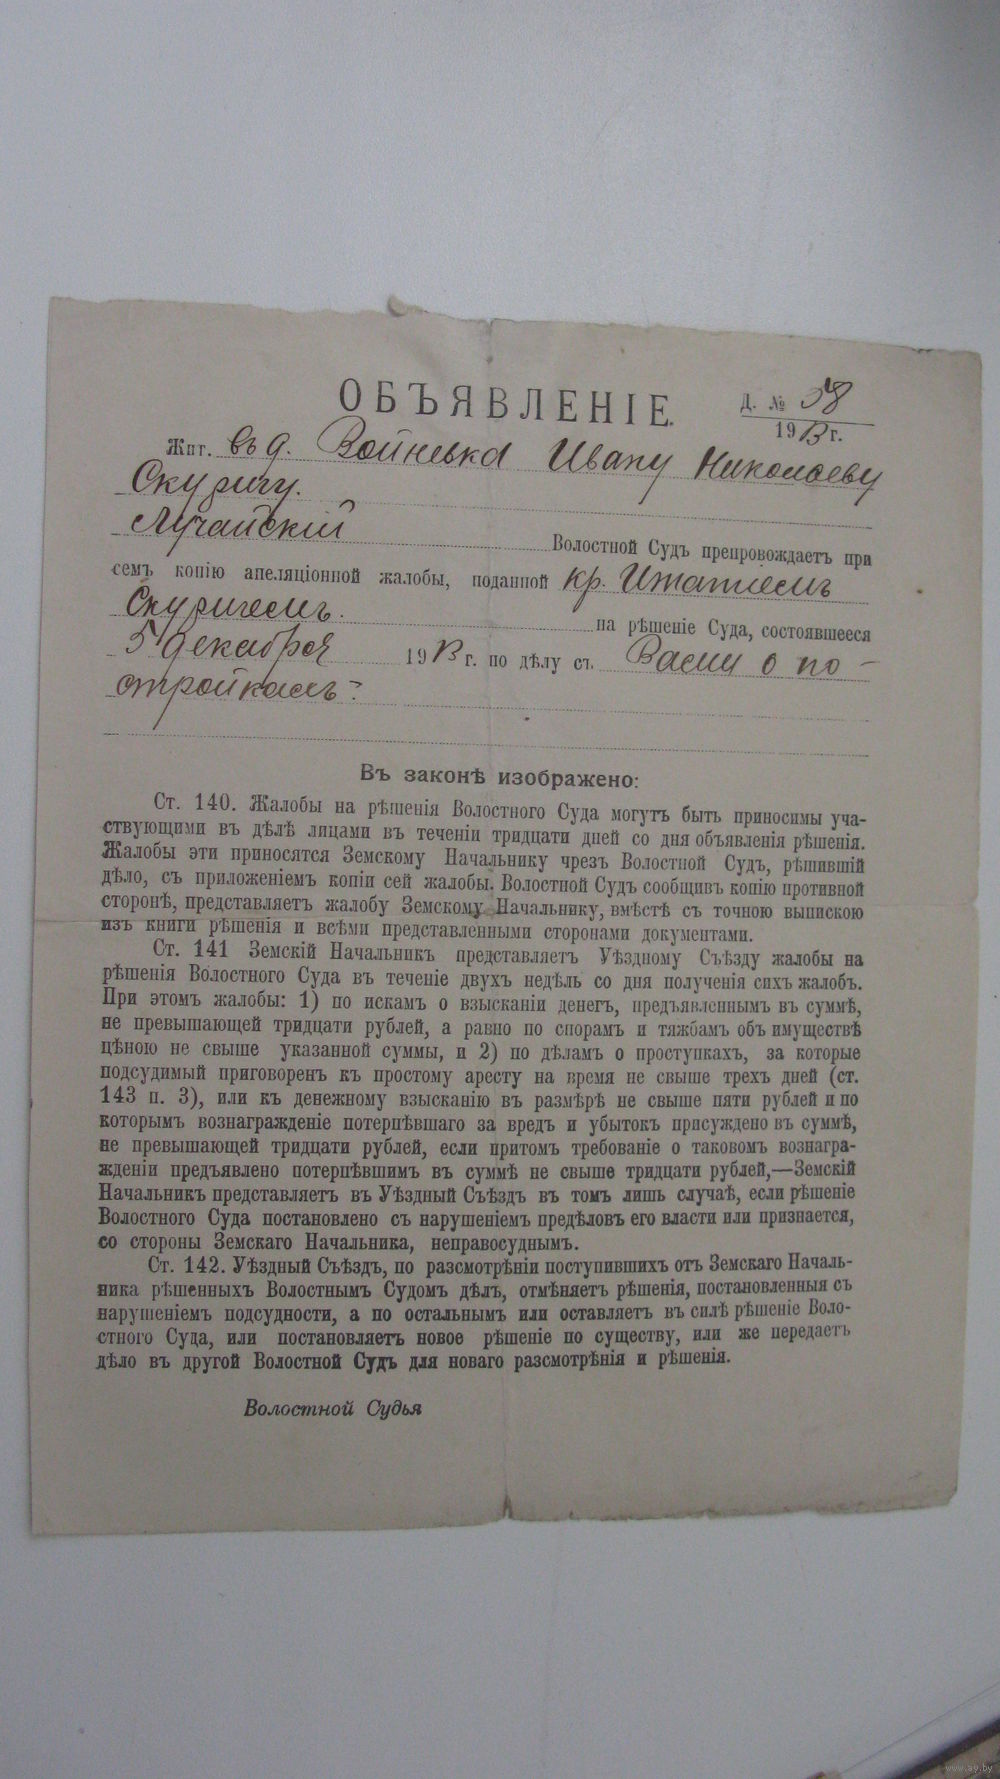 ОБЪЯВЛЕНІЕ.
Д. № 58
1913 г.
Жит. въ д. Войневка Ивану Николаеву
Скуригу.
Лучайскій Волостной Судъ препровождаетъ при
семъ копію апеляціонной жалобы, поданной кр. Игнатіемъ
Скуригемъ. на рѣшеніе Суда, состоявшееся
5 декабря 1913 г. по дѣлу съ Вами о по-
стройкахъ
Въ законѣ изображено:
Ст. 140. Жалобы на рѣшенія Волостного Суда могутъ быть приносимы уча-
ствующими въ дѣлѣ лицами въ теченіи тридцати дней со дня объявленія рѣшенія.
Жалобы эти приносятся Земскому Начальнику чрезъ Волостной Судъ, рѣшившій
дѣло, съ приложеніемъ копіи сей жалобы. Волостной Судъ сообщивъ копію противной
сторонѣ, представляетъ жалобу Земскому Начальнику, вмѣстѣ съ точною выпискою
изъ книги рѣшенія и всѣми представленными сторонами документами.
Ст. 141 Земскій Начальникъ представляетъ Уѣздному Съѣзду жалобы на
рѣшенія Волостного Суда въ теченіе двухъ недѣль со дня полученія сихъ жалобъ.
При этомъ жалобы: 1) по искамъ о взысканіи денегъ, предъявленнымъ въ суммѣ,
не превышающей тридцати рублей, а равно по спорамъ и тяжбамъ объ имуществѣ
цѣною не свыше указанной суммы, и 2) по дѣламъ о проступкахъ, за которые
подсудимый приговоренъ къ простому аресту на время не свыше трехъ дней (ст.
143 п. 3), или къ денежному взысканію въ размѣрѣ не свыше пяти рублей и по
которымъ вознагражденіе потерпѣвшаго за вредъ и убытокъ присуждено въ суммѣ,
не превышающей тридцати рублей, если притомъ требованіе о таковомъ вознагра-
жденіи предъявлено потерпѣвшимъ въ суммѣ не свыше тридцати рублей,—Земскій
Начальникъ представляетъ въ Уѣздный Съѣздъ въ томъ лишь случаѣ, если рѣшеніе
Волостного Суда постановлено съ нарушеніемъ предѣловъ его власти или признается,
со стороны Земскаго Начальника, неправосуднымъ.
Ст. 142. Уѣздный Съѣздъ, по разсмотрѣніи поступившихъ отъ Земскаго Началь-
ника рѣшенныхъ Волостнымъ Судомъ дѣлъ, отмѣняетъ рѣшенія, постановленныя съ
нарушеніемъ подсудности, а по остальнымъ или оставляетъ въ силѣ рѣшеніе Воло-
стного Суда, или постановляетъ новое рѣшеніе по существу, или же передаетъ
дѣло въ другой Волостной Судъ для новаго разсмотрѣнія и рѣшенія.
Волостной Судья
www.ay.by